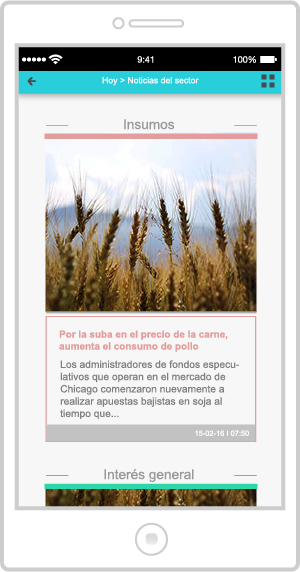 9:41
100%
Hoy > Noticias del sector
Insumos
Por la suba en el precio de la carne,
aumenta el consumo de pollo
Los administradores de fondos especu-
lativos que operan en el mercado de
Chicago comenzaron nuevamente a
realizar apuestas bajistas en soja al
tiempo que...
15-02-16 I 07:50
Interés general